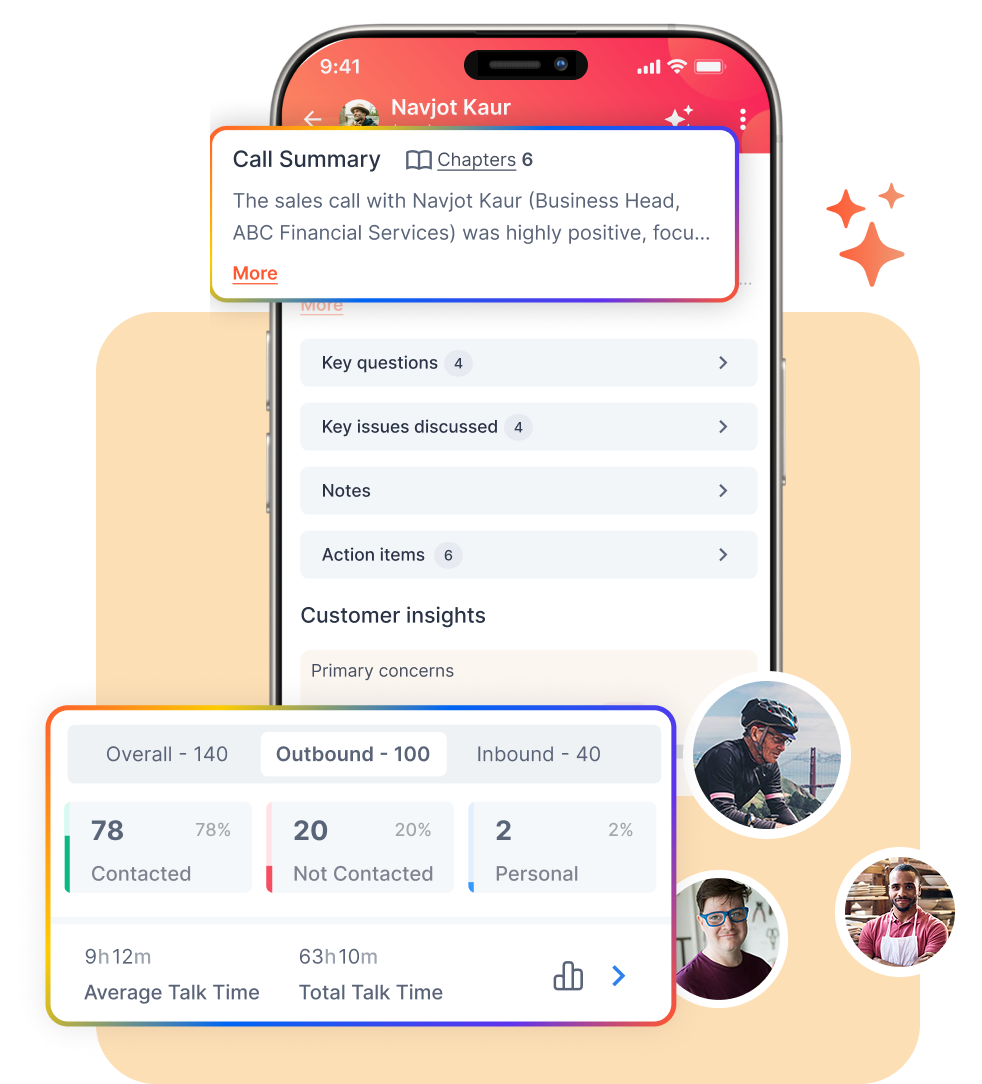 9:41
Navjot Kaur
Call Summary Chapters 6
The sales call with Navjot Kaur (Business Head,
ABC Financial Services) was highly positive, focu...
More
...
More
Key questions 4
Key issues discussed 4
Notes
Action items 6
Customer insights
Primary concerns
Overall - 140 Outbound - 100 Inbound - 40
78 78% 20 20% 2 2%
Contacted Not Contacted Personal
9h12m 63h10m
Average Talk Time Total Talk Time